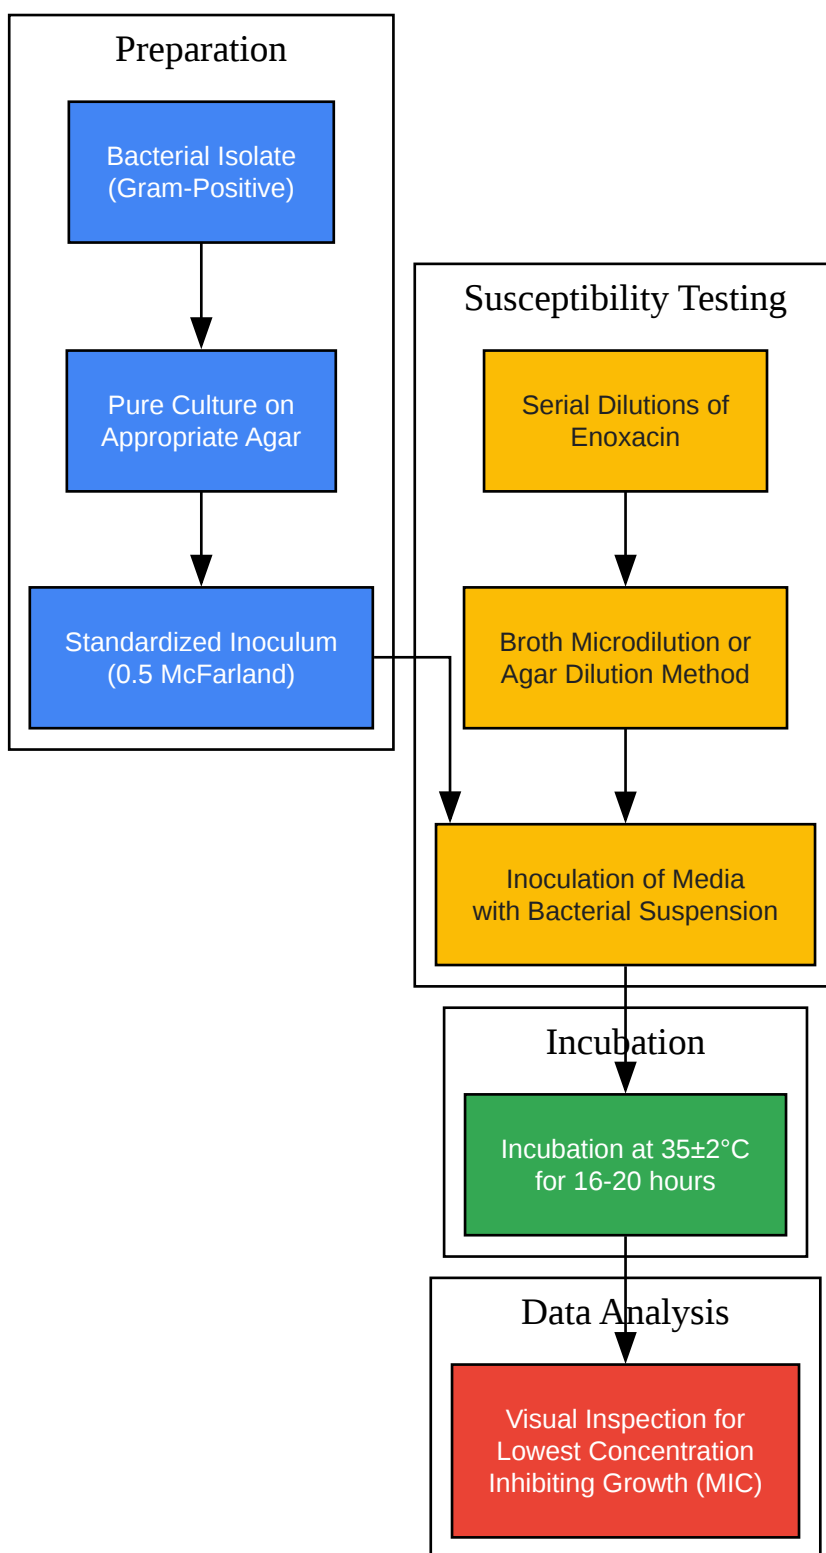 Preparation
Bacterial Isolate
(Gram-Positive)
Pure Culture on
Appropriate Agar
Standardized Inoculum
(0.5 McFarland)
Susceptibility Testing
Serial Dilutions of
Enoxacin
Broth Microdilution or
Agar Dilution Method
Inoculation of Media
with Bacterial Suspension
Incubation
Incubation at 35±2°C
for 16-20 hours
Data Analysis
Visual Inspection for
Lowest Concentration
Inhibiting Growth (MIC)